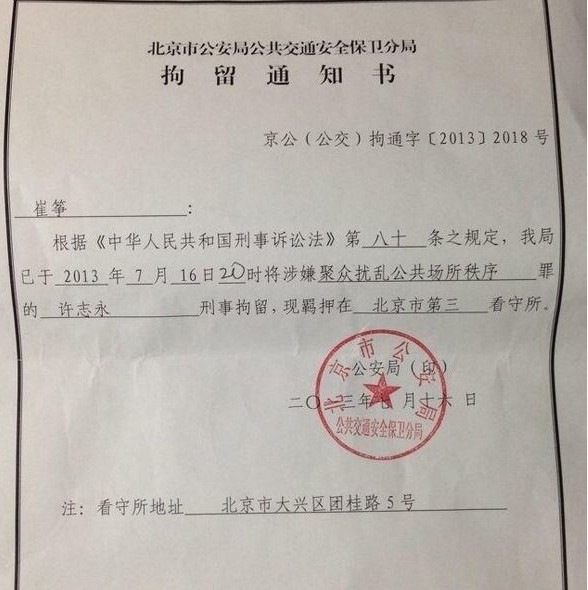 北京市公安局公共交通安全保卫分局
拘留通知书
京公（公交）拘通字〔2013〕2018 号
崔筝：
根据《中华人民共和国刑事诉讼法》第 八十 条之规定，我局
已于 2013 年 7 月 16日20时将涉嫌聚众扰乱公共场所秩序 罪
的 许志永 刑事拘留，现羁押在 北京市第三 看守所。
公安局（印）
二〇一三年七月十六 日
北京市公安局
公共交通安全保卫分局
注：看守所地址 北京市大兴区团桂路 5 号